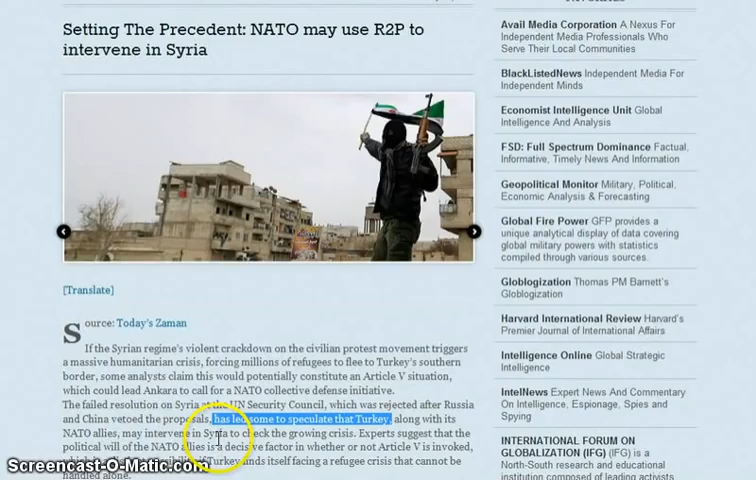 Setting The Precedent: NATO may use R2P to
intervene in Syria
[Translate]
Source: Today's Zaman
If the Syrian regime's violent crackdown on the civilian protest movement triggers
a massive humanitarian crisis, forcing millions of refugees to flee to Turkey's southern
border, some analysts claim this would potentially constitute an Article V situation,
which could lead Ankara to call for a NATO collective defense initiative.
The failed resolution on Syria at the UN Security Council, which was rejected after Russia
and China vetoed the proposals, has led some to speculate that Turkey, along with its
NATO allies, may intervene in Syria to check the growing crisis. Experts suggest that the
political will of the NATO allies is a decisive factor in whether or not Article V is invoked,
if Turkey finds itself facing a refugee crisis that cannot be
handled alone.
Avail Media Corporation A Nexus For
Independent Media Professionals Who
Serve Their Local Communities
BlackListedNews Independent Media For
Independent Minds
Economist Intelligence Unit Global
Intelligence And Analysis
FSD: Full Spectrum Dominance Factual,
Informative, Timely News And Information
Geopolitical Monitor Military, Political,
Economic Analysis & Forecasting
Global Fire Power GFP provides a
unique analytical display of data covering
global military powers with statistics
compiled through various sources.
Globlogization Thomas PM Barnett's
Globlogization
Harvard International Review Harvard's
Premier Journal of International Affairs
Intelligence Online Global Strategic
Intelligence
IntelNews Expert News And Commentary
On Intelligence, Espionage, Spies and
Spying
INTERNATIONAL FORUM ON
GLOBALIZATION (IFG) (IFG) is a
North-South research and educational
institution composed of leading activists
Screencast-O-Matic.com